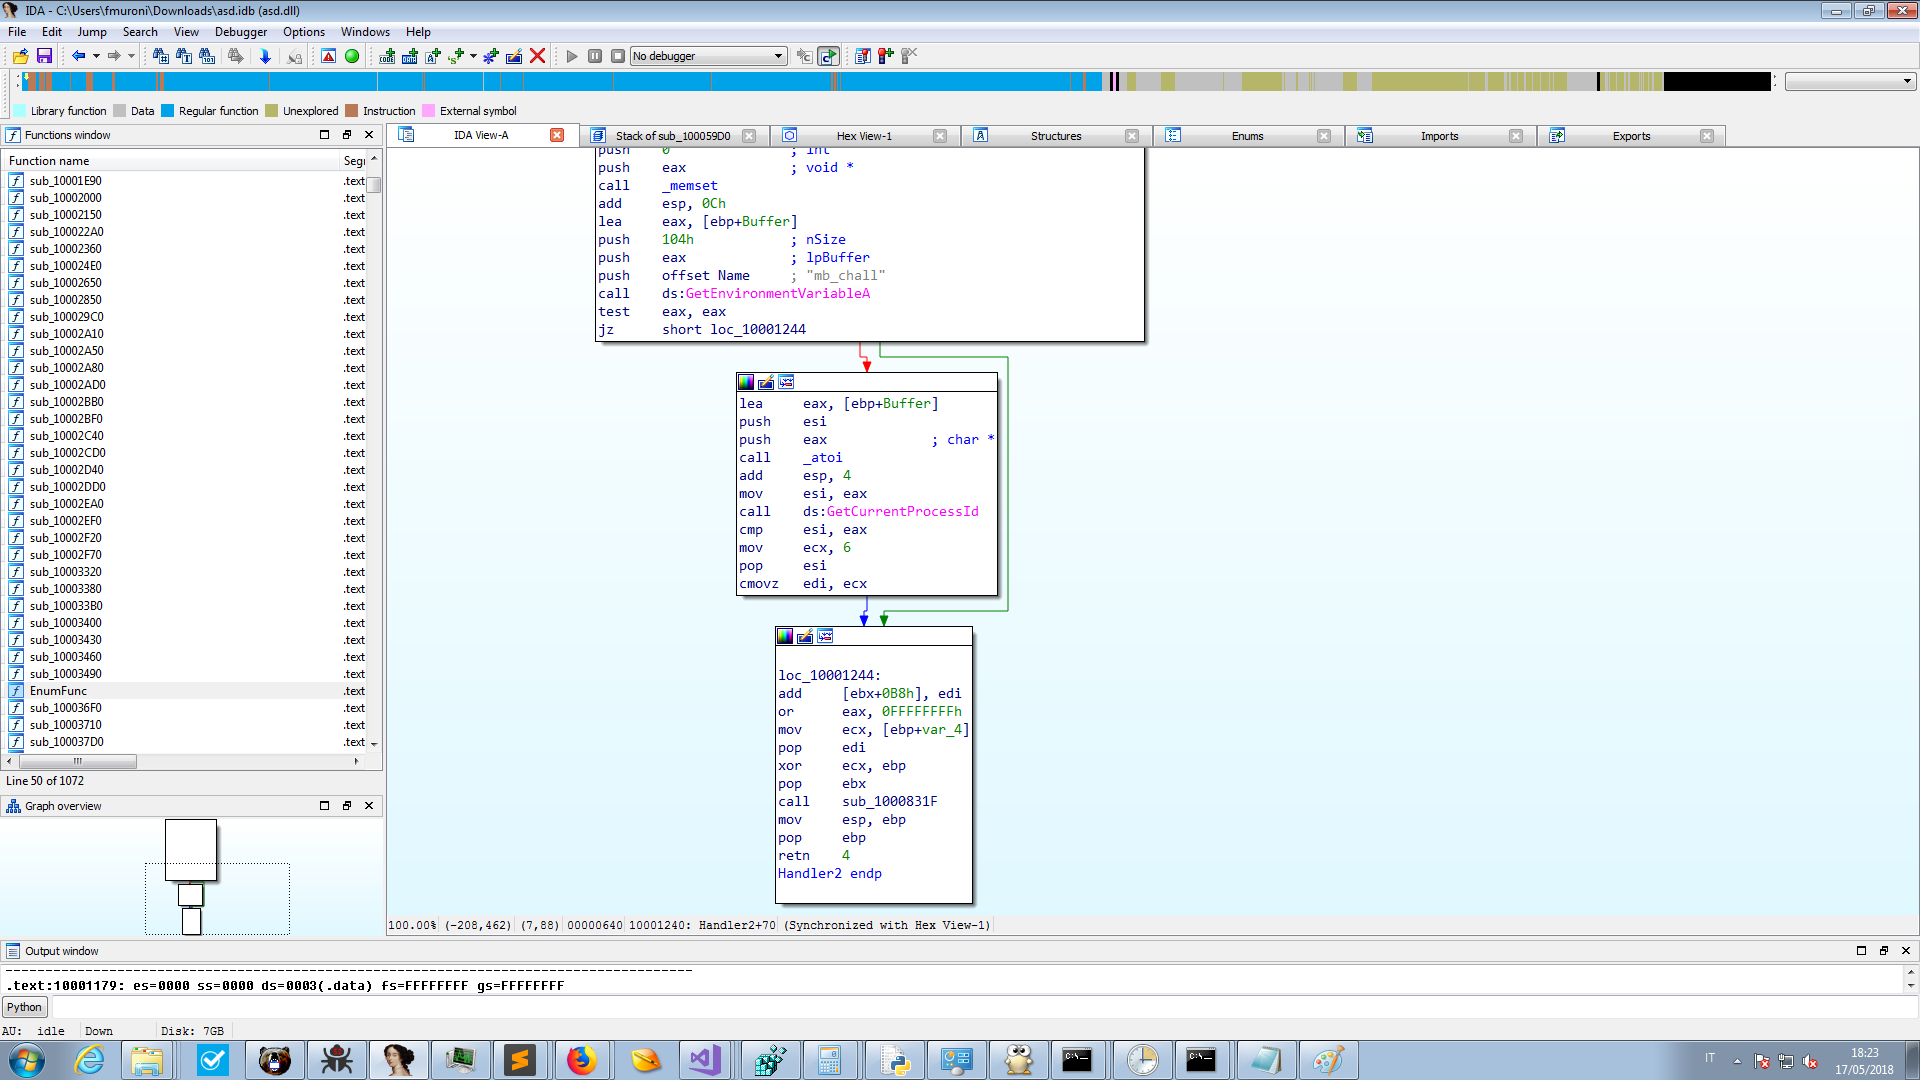 IDA - C:\Users\fmuroni\Downloads\asd.idb (asd.dll)
File Edit Jump Search View Debugger Options Windows Help
No debugger
Library function Data Regular function Unexplored Instruction External symbol
Functions window
Function name Segi
sub_10001E90 .text
sub_10002000 .text
sub_10002150 .text
sub_100022A0 .text
sub_10002360 .text
sub_100024E0 .text
sub_10002650 .text
sub_10002850 .text
sub_100029C0 .text
sub_10002A10 .text
sub_10002A50 .text
sub_10002A80 .text
sub_10002AD0 .text
sub_10002BB0 .text
sub_10002BF0 .text
sub_10002C40 .text
sub_10002CD0 .text
sub_10002D40 .text
sub_10002DD0 .text
sub_10002EA0 .text
sub_10002EF0 .text
sub_10002F20 .text
sub_10002F70 .text
sub_10003320 .text
sub_10003380 .text
sub_100033B0 .text
sub_10003400 .text
sub_10003430 .text
sub_10003460 .text
sub_10003490 .text
EnumFunc .text
sub_100036F0 .text
sub_10003710 .text
sub_100037D0 .text
Line 50 of 1072
Graph overview
IDA View-A Stack of sub_100059D0 Hex View-1 Structures Enums Imports Exports
push 0 ; int
push eax ; void *
call _memset
add esp, 0Ch
lea eax, [ebp+Buffer]
push 104h ; nSize
push eax ; lpBuffer
push offset Name ; "mb_chall"
call ds:GetEnvironmentVariableA
test eax, eax
jz short loc_10001244
lea eax, [ebp+Buffer]
push esi
push eax ; char *
call _atoi
add esp, 4
mov esi, eax
call ds:GetCurrentProcessId
cmp esi, eax
mov ecx, 6
pop esi
cmovz edi, ecx
loc_10001244:
add [ebx+0B8h], edi
or eax, 0FFFFFFFFh
mov ecx, [ebp+var_4]
pop edi
xor ecx, ebp
pop ebx
call sub_1000831F
mov esp, ebp
pop ebp
retn 4
Handler2 endp
100.00% (-208,462) (7,88) 00000640 10001240: Handler2+70 (Synchronized with Hex View-1)
Output window
.text:10001179: es=0000 ss=0000 ds=0003(.data) fs=FFFFFFFF gs=FFFFFFFF
Python
AU: idle Down Disk: 7GB
IT
18:23
17/05/2018